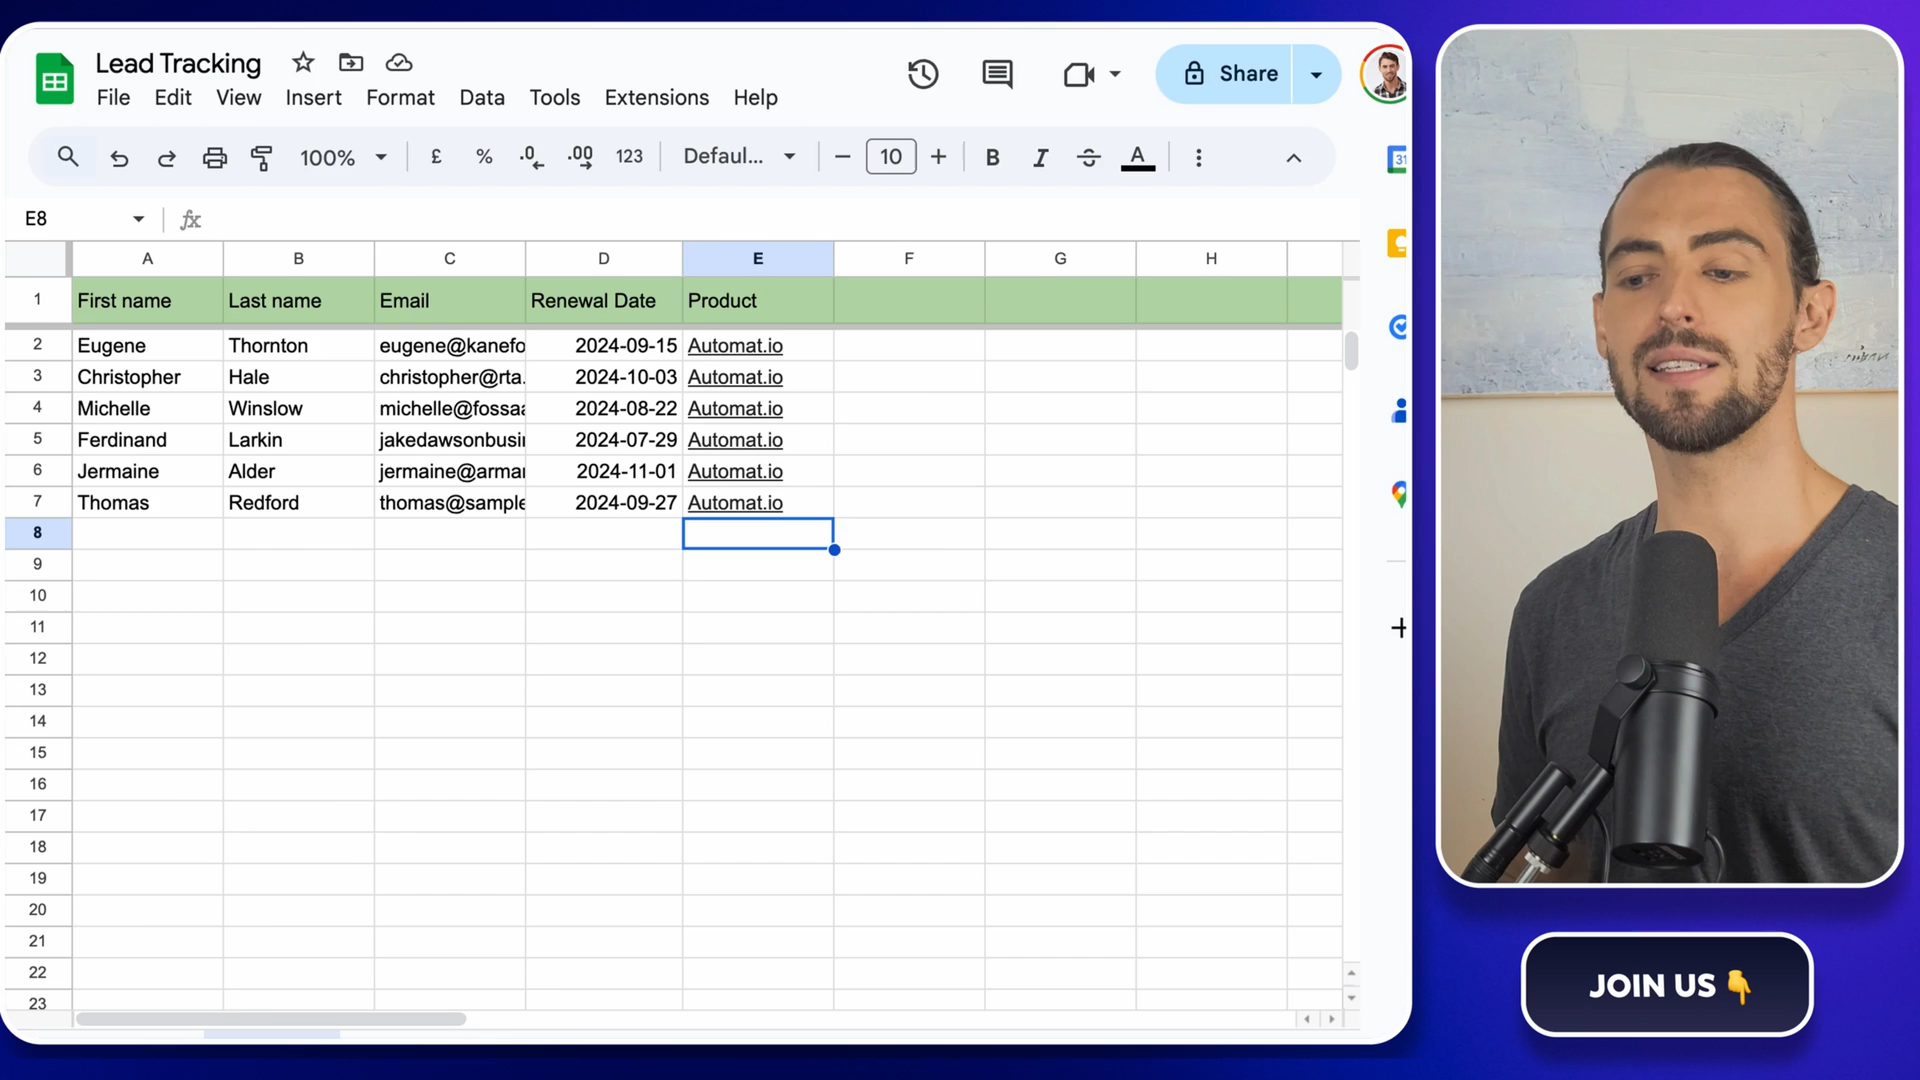 Lead Tracking
File Edit View Insert Format Data Tools Extensions Help
Share
100% £ % .0 .00 123 Defaul... 10 B I A
31
E8 fx
A B C D E F G H
1 First name Last name Email Renewal Date Product
2 Eugene Thornton eugene@kanefo 2024-09-15 Automat.io
3 Christopher Hale christopher@rta. 2024-10-03 Automat.io
4 Michelle Winslow michelle@fossaa 2024-08-22 Automat.io
5 Ferdinand Larkin jakedawsonbusin 2024-07-29 Automat.io
6 Jermaine Alder jermaine@arman 2024-11-01 Automat.io
7 Thomas Redford thomas@sample 2024-09-27 Automat.io
8
9
10
11
12
13
14
15
16
17
18
19
20
21
22
23
JOIN US 👇